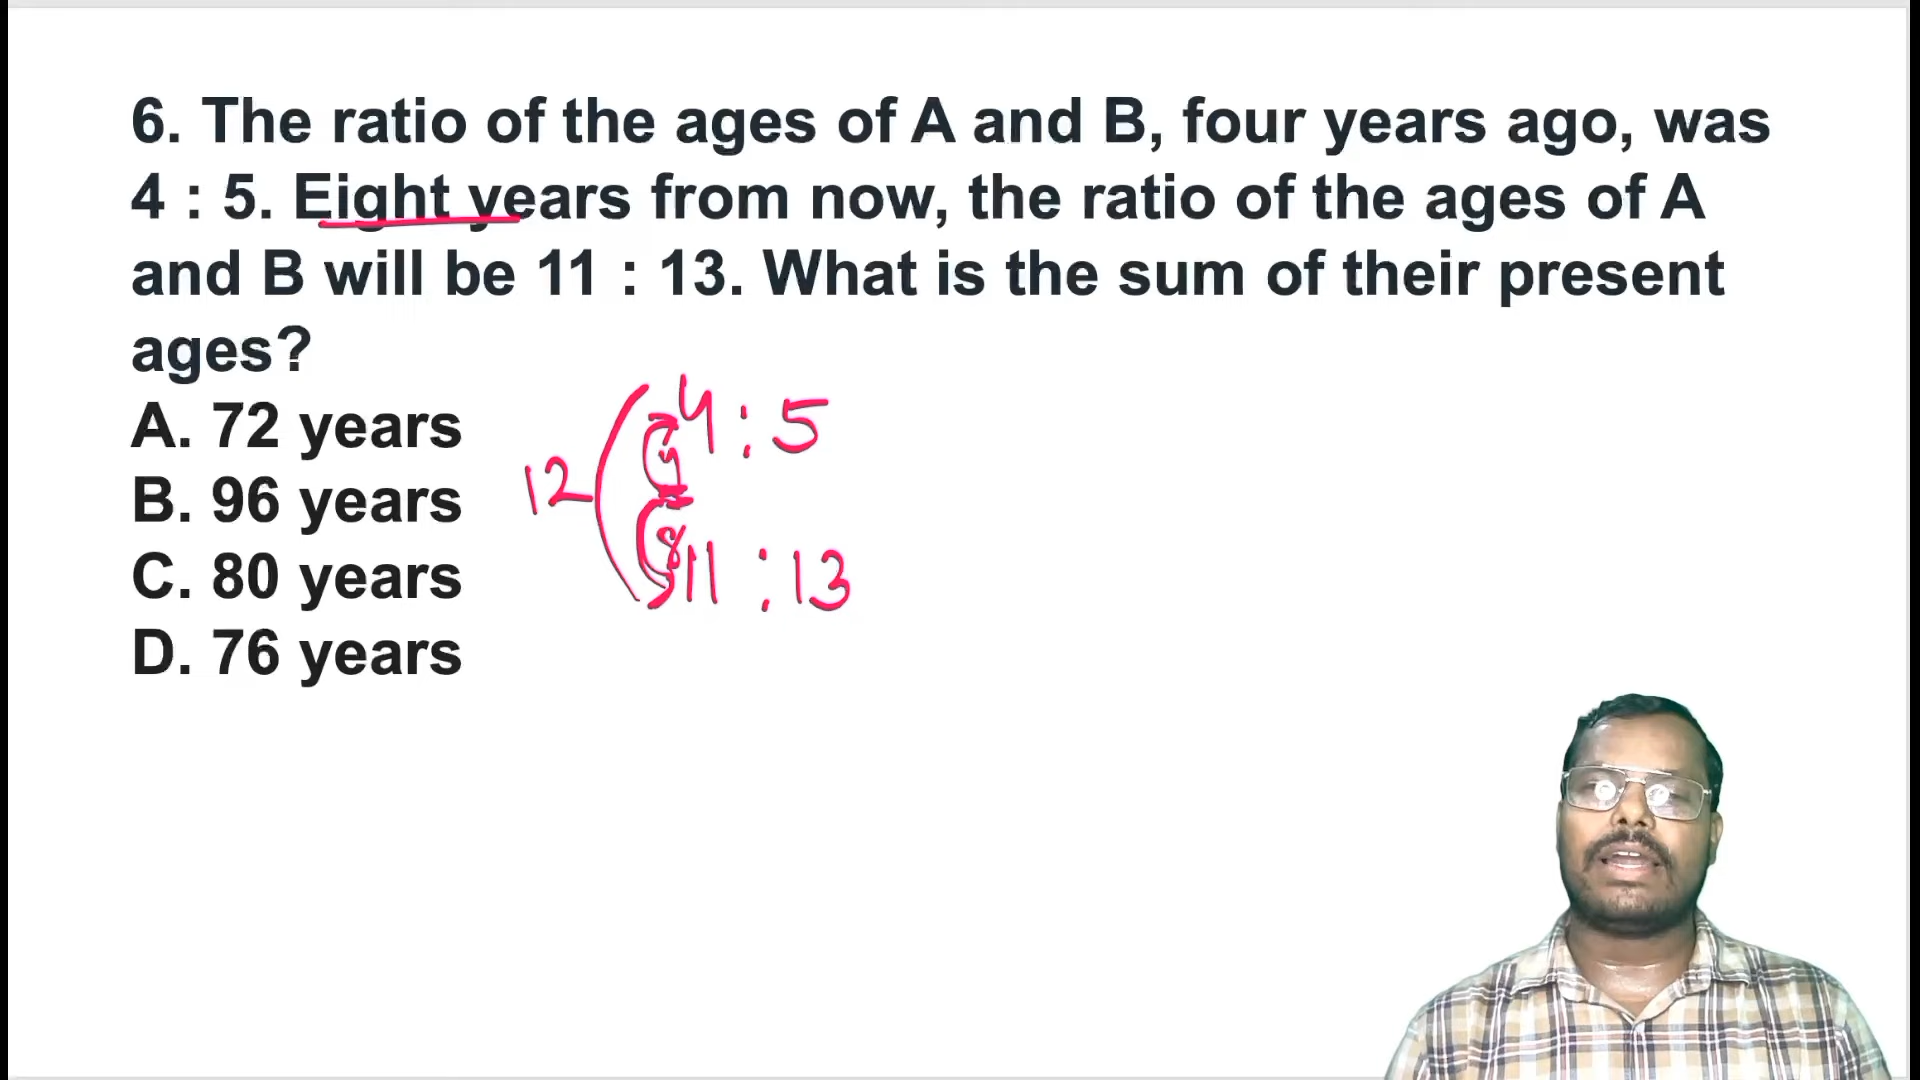 6. The ratio of the ages of A and B, four years ago, was
4 : 5. Eight years from now, the ratio of the ages of A
and B will be 11 : 13. What is the sum of their present
ages?
A. 72 years
B. 96 years
C. 80 years
D. 76 years
4 : 5
4
12
8
11 : 13